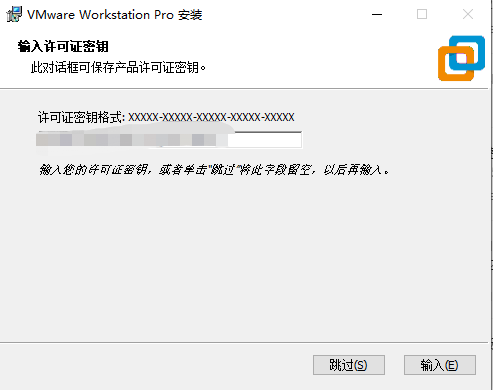 VMware Workstation Pro 安装
输入许可证密钥
此对话框可保存产品许可证密钥。
许可证密钥格式: XXXXX-XXXXX-XXXXX-XXXXX-XXXXX
输入您的许可证密钥，或者单击"跳过"将此字段留空，以后再输入。
跳过(S) 输入(E)